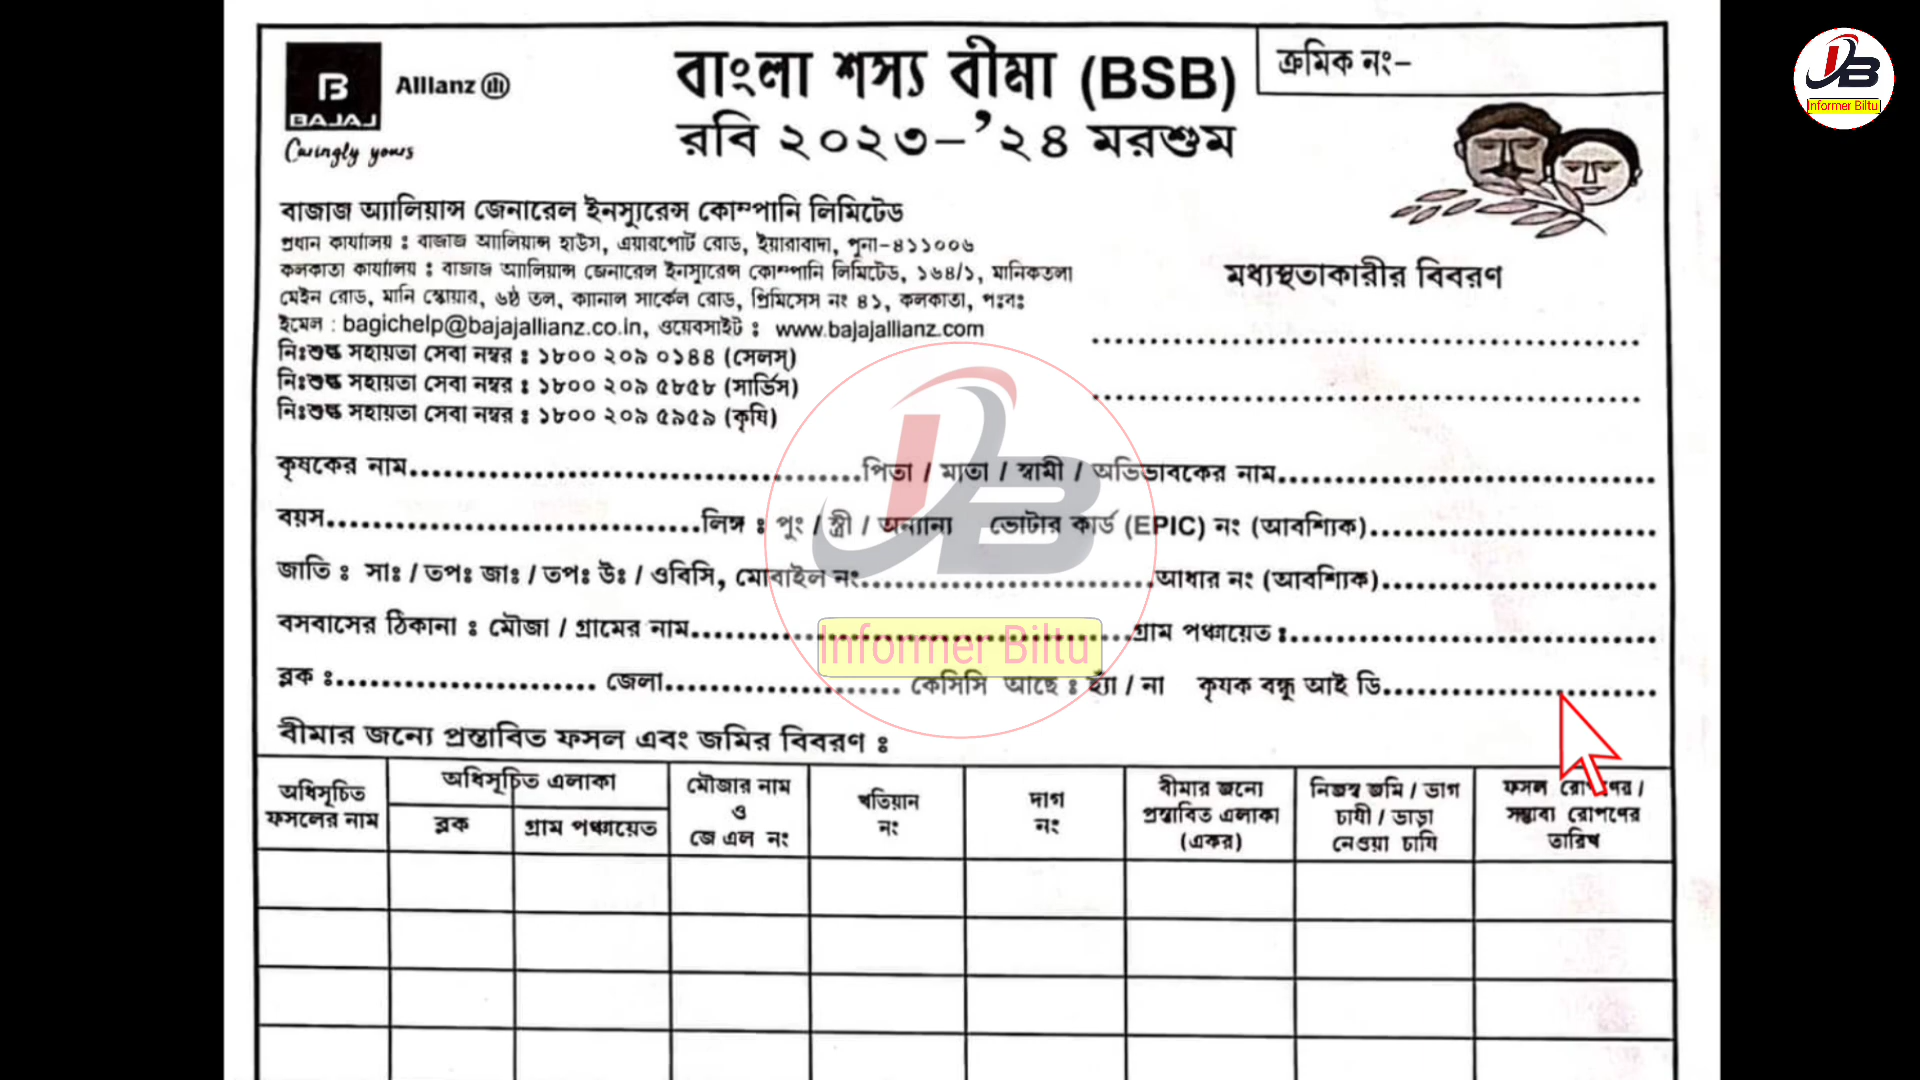 BAJAJ Allianz
Caringly yours
বাংলা শস্য বীমা (BSB)
রবি ২০২৩-’২৪ মরশুম
ক্রমিক নং-
Informer Biltu
বাজাজ অ্যালিয়ান্স জেনারেল ইনস্যুরেন্স কোম্পানি লিমিটেড
প্রধান কার্য্যালয় : বাজাজ অ্যালিয়ান্স হাউস, এয়ারপোর্ট রোড, ইয়ারাবাদা, পুনা-৪১১০০৬
কলকাতা কার্য্যালয় : বাজাজ অ্যালিয়ান্স জেনারেল ইনস্যুরেন্স কোম্পানি লিমিটেড, ১৬৪/১, মানিকতলা
মেইন রোড, মানি স্কোয়ার, ৬ষ্ঠ তল, ক্যানাল সার্কেল রোড, প্রিমিসেস নং ৪১, কলকাতা, পঃবঃ
ইমেল : bagichelp@bajajallianz.co.in, ওয়েবসাইট : www.bajajallianz.com
নিঃশুল্ক সহায়তা সেবা নম্বর : ১৮০০ ২০৯ ০১৪৪ (সেলস্)
নিঃশুল্ক সহায়তা সেবা নম্বর : ১৮০০ ২০৯ ৫৮৫৮ (সার্ভিস)
নিঃশুল্ক সহায়তা সেবা নম্বর : ১৮০০ ২০৯ ৫৯৫৯ (কৃষি)
মধ্যস্থতাকারীর বিবরণ
কৃষকের নাম..........পিতা / মাতা / স্বামী / অভিভাবকের নাম..........
বয়স..........লিঙ্গ : পুং / স্ত্রী / অন্যান্য ভোটার কার্ড (EPIC) নং (আবশ্যিক)..........
জাতি : সাঃ / তপঃ জাঃ / তপঃ উঃ / ওবিসি, মোবাইল নং..........আধার নং (আবশ্যিক)..........
বসবাসের ঠিকানা : মৌজা / গ্রামের নাম..........গ্রাম পঞ্চায়েত :..........
Informer Biltu
ব্লক :.......... জেলা.......... কেসিসি আছে : হ্যাঁ / না কৃষক বন্ধু আই ডি..........
বীমার জন্যে প্রস্তাবিত ফসল এবং জমির বিবরণ :
অধিসূচিত ফসলের নাম
অধিসূচিত এলাকা
ব্লক
গ্রাম পঞ্চায়েত
মৌজার নাম ও জে এল নং
খতিয়ান নং
দাগ নং
বীমার জন্যে প্রস্তাবিত এলাকা (একর)
নিজস্ব জমি / ভাগ চাষী / ভাড়া নেওয়া চাষি
ফসল রোপণের / সম্ভাব্য রোপণের তারিখ